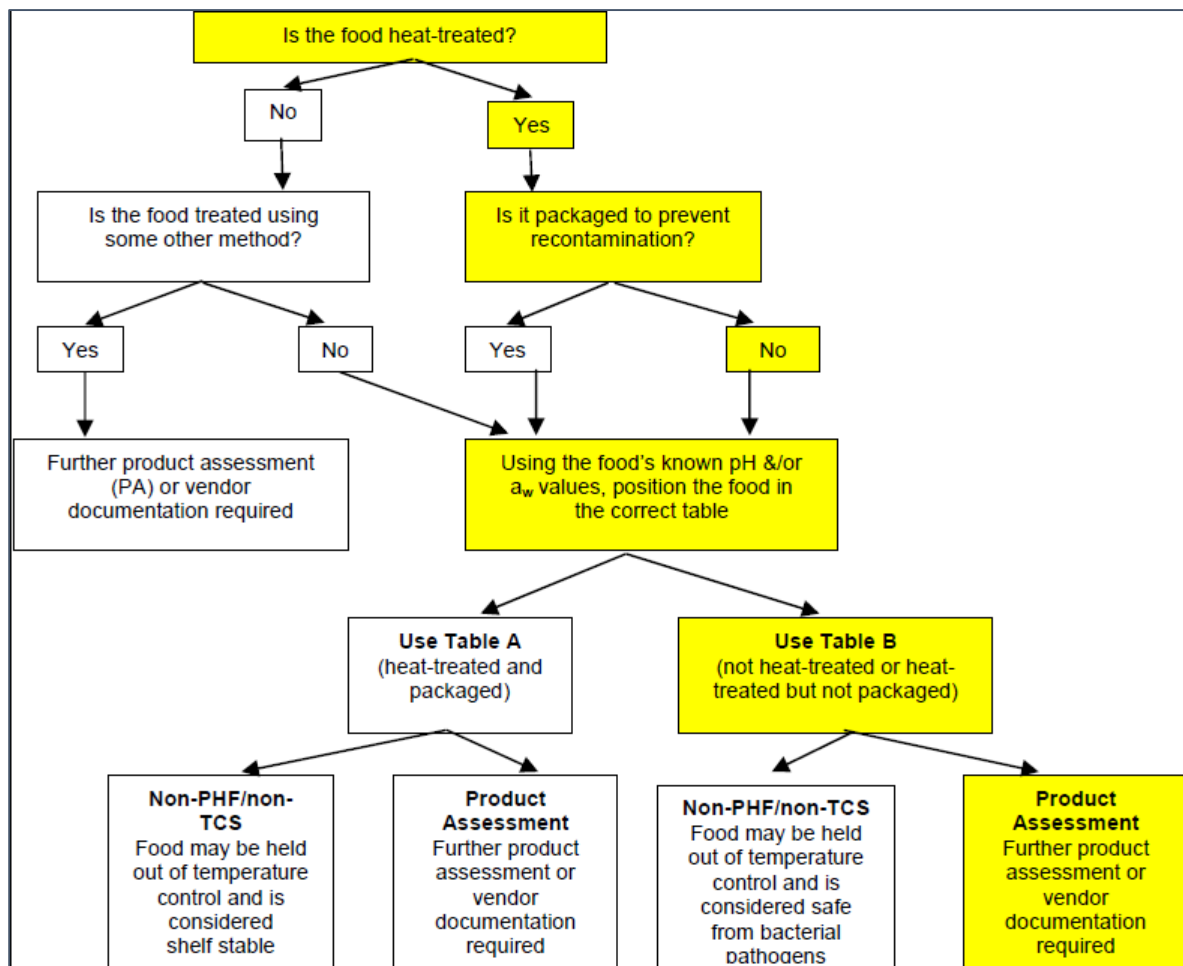 Is the food heat-treated?
No
Yes
Is the food treated using
some other method?
Is it packaged to prevent
recontamination?
Yes
No
Yes
No
Further product assessment
(PA) or vendor
documentation required
Using the food's known pH &/or
aw values, position the food in
the correct table
Use Table A
(heat-treated and
packaged)
Use Table B
(not heat-treated or heat-
treated but not packaged)
Non-PHF/non-
TCS
Food may be held
out of temperature
control and is
considered
shelf stable
Product
Assessment
Further product
assessment or
vendor
documentation
required
Non-PHF/non-TCS
Food may be held
out of temperature
control and is
considered safe
from bacterial
pathogens
Product
Assessment
Further product
assessment or
vendor
documentation
required